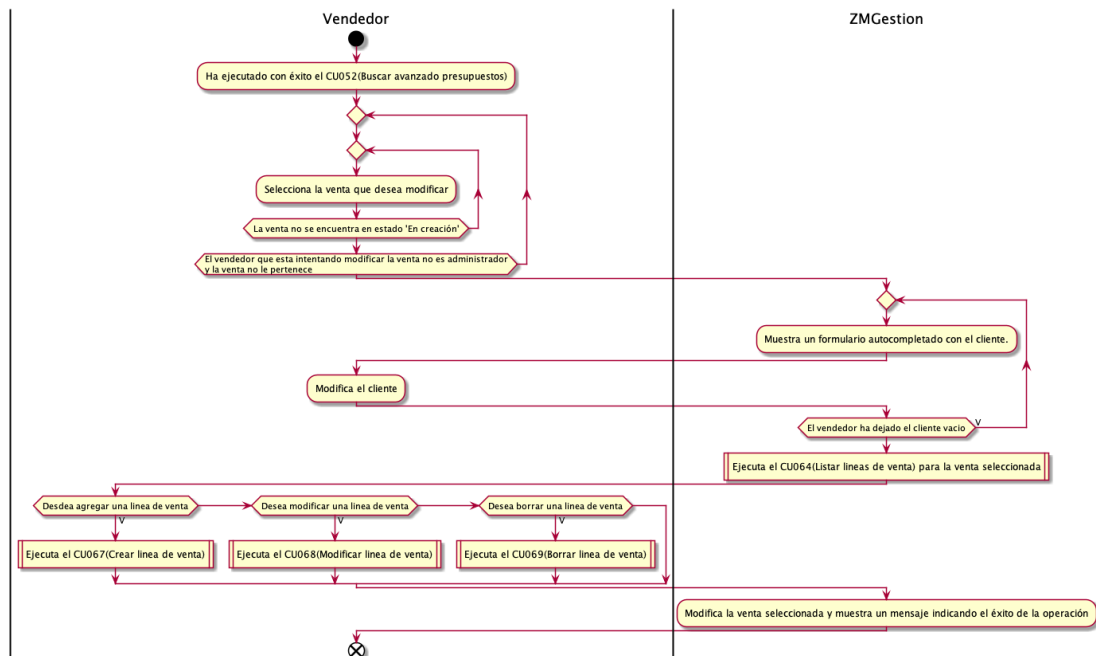 Vendedor
ZMGestion
Ha ejecutado con éxito el CU052(Buscar avanzado presupuestos)
Selecciona la venta que desea modificar
La venta no se encuentra en estado 'En creación'
El vendedor que esta intentando modificar la venta no es administrador
y la venta no le pertenece
Muestra un formulario autocompletado con el cliente.
Modifica el cliente
El vendedor ha dejado el cliente vacio
V
Ejecuta el CU064(Listar lineas de venta) para la venta seleccionada
Desdea agregar una linea de venta
Desea modificar una linea de venta
Desea borrar una linea de venta
V
V
V
Ejecuta el CU067(Crear linea de venta)
Ejecuta el CU068(Modificar linea de venta)
Ejecuta el CU069(Borrar linea de venta)
Modifica la venta seleccionada y muestra un mensaje indicando el éxito de la operación